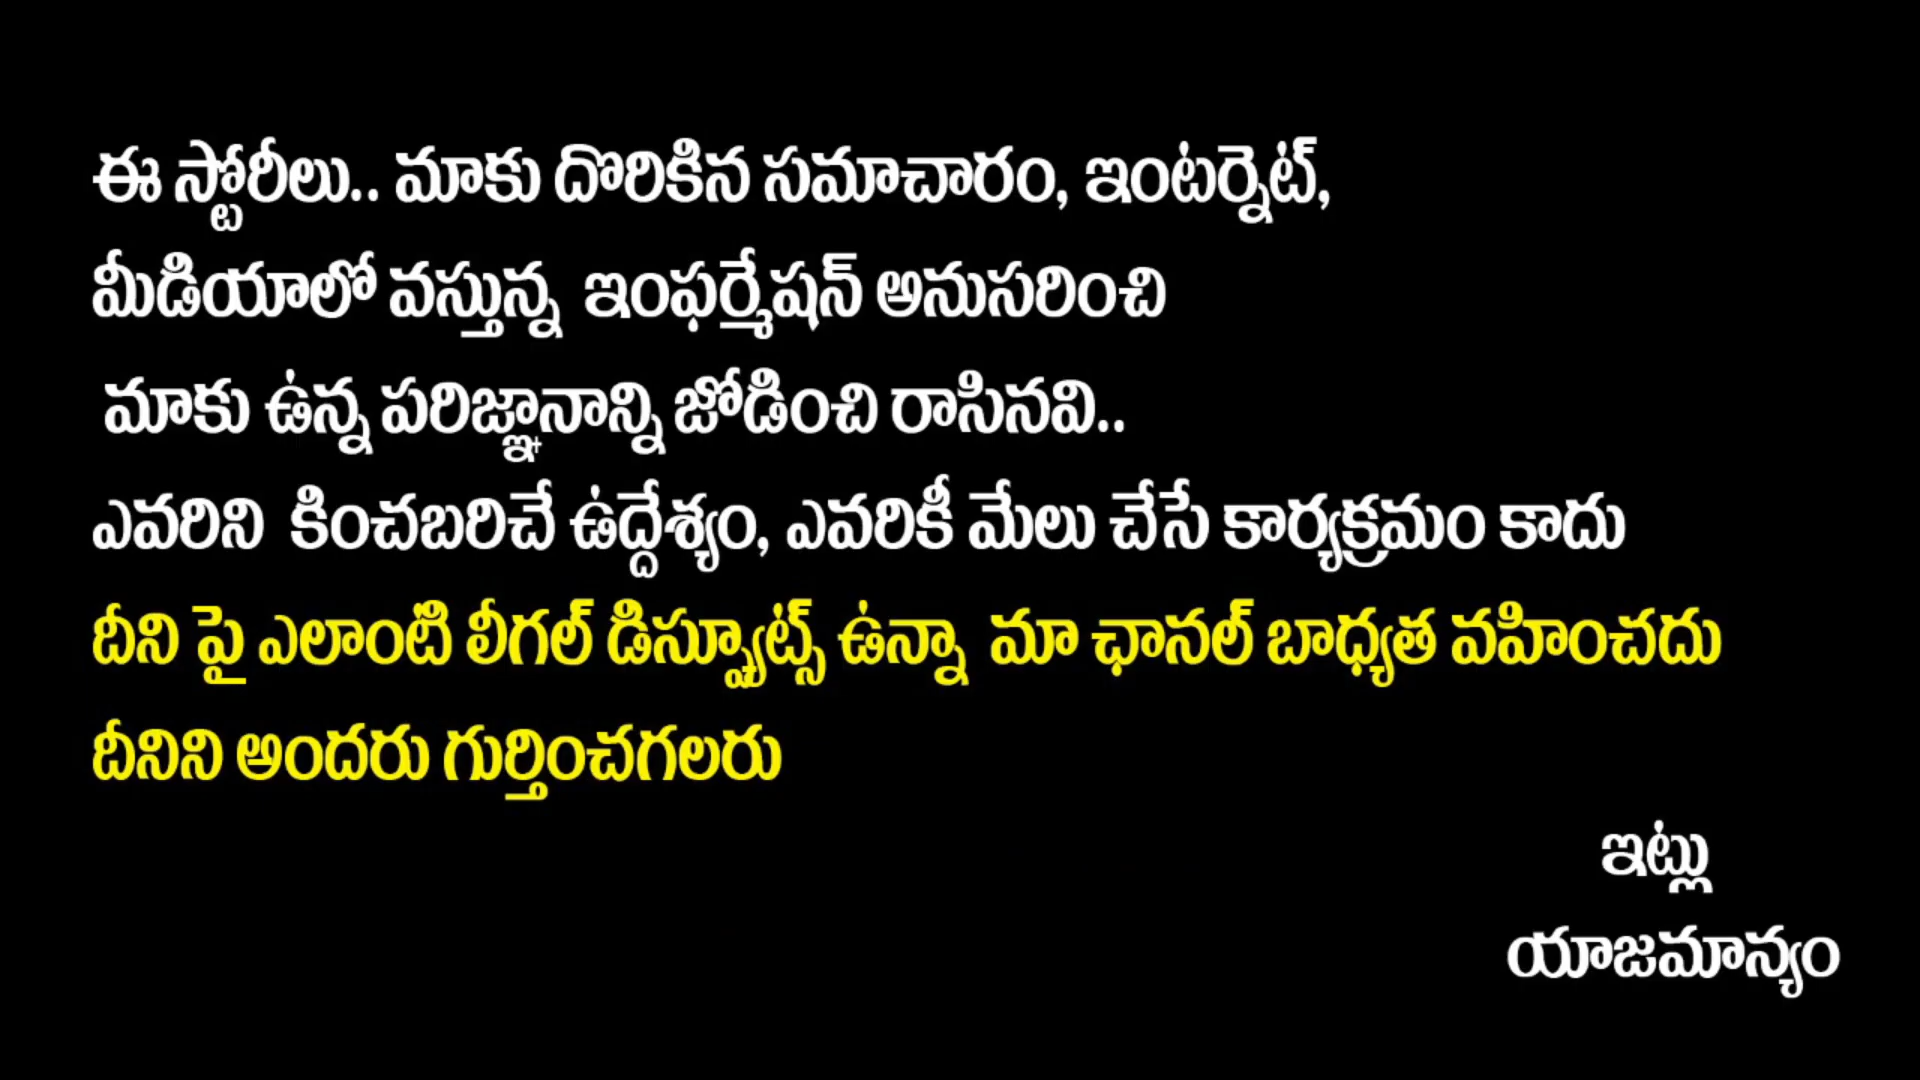 ఈ స్టోరీలు.. మాకు దొరికిన సమాచారం, ఇంటర్నెట్,
మీడియాలో వస్తున్న ఇంఫర్మేషన్ అనుసరించి
మాకు ఉన్న పరిజ్ఞానాన్ని జోడించి రాసినవి..
ఎవరిని కించబరిచే ఉద్దేశ్యం, ఎవరికీ మేలు చేసే కార్యక్రమం కాదు
దీని పై ఎలాంటి లీగల్ డిస్ప్యూట్స్ ఉన్నా మా ఛానల్ బాధ్యత వహించదు
దీనిని అందరు గుర్తించగలరు
ఇట్లు
యాజమాన్యం